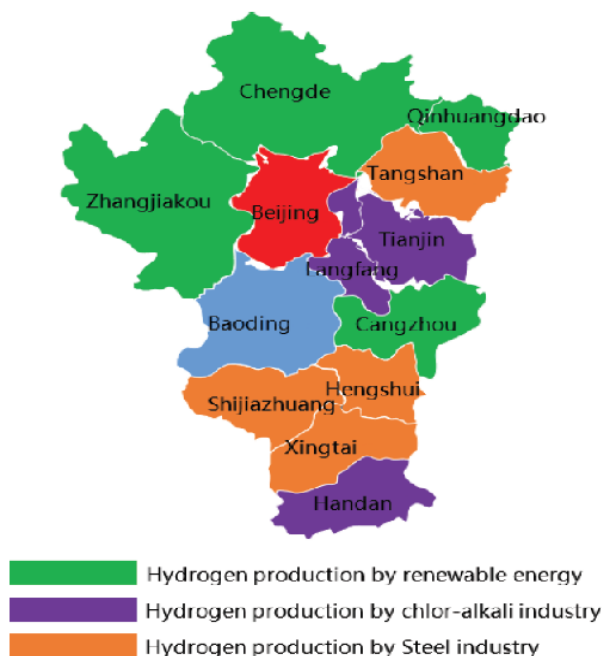 Chengde
Qinhuangdao
Tangshan
Zhangjiakou
Beijing
Tianjin
Langfang
Baoding
Cangzhou
Hengshui
Shijiazhuang
Xingtai
Handan
Hydrogen production by renewable energy
Hydrogen production by chlor-alkali industry
Hydrogen production by Steel industry